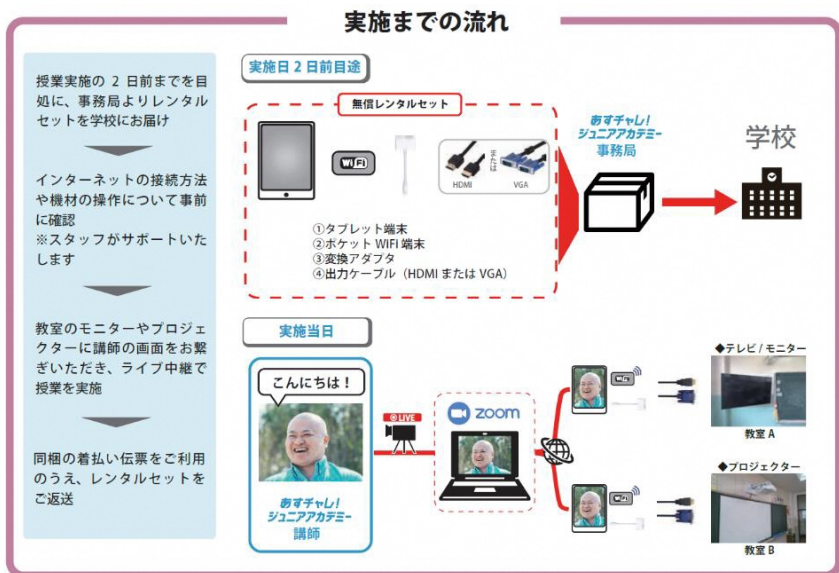 実施までの流れ
授業実施の 2 日前までを目
処に、事務局よりレンタル
セットを学校にお届け
インターネットの接続方法
や機材の操作について事前
に確認
※スタッフがサポートいた
します
教室のモニターやプロジェ
クターに講師の画面をお繋
ぎいただき、ライブ中継で
授業を実施
同梱の着払い伝票をご利用
のうえ、レンタルセットを
ご返送
実施日 2 日前目途
無償レンタルセット
WiFi
HDMI
または
VGA
①タブレット端末
②ポケット WIFI 端末
③変換アダプタ
④出力ケーブル（HDMI または VGA）
あすチャレ！
ジュニアアカデミー
事務局
学校
実施当日
こんにちは！
あすチャレ！
ジュニアアカデミー
講師
LIVE
zoom
WiFi
◆テレビ / モニター
教室 A
WiFi
◆プロジェクター
教室 B